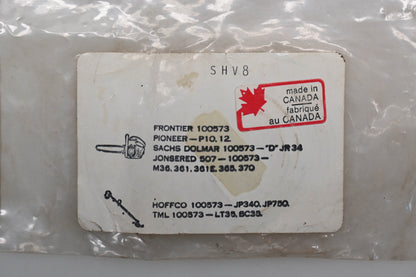 SHV8
made in
CANADA
fabriqué
au CANADA
FRONTIER 100573
PIONEER-P10, 12.
SACHS DOLMAR 100573-"D" JR 34
JONSERED 507-100573-
M36, 361, 361E, 365, 370
HOFFCO 100573-JP340, JP750,
TML 100573-LT35, BC35.